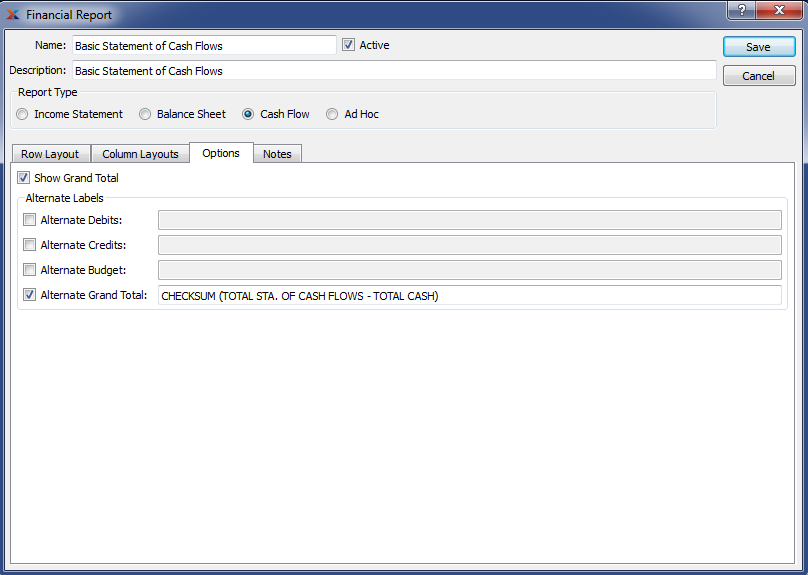 Financial Report
?
Name: Basic Statement of Cash Flows Active Save
Description: Basic Statement of Cash Flows Cancel
Report Type
Income Statement Balance Sheet Cash Flow Ad Hoc
Row Layout Column Layouts Options Notes
Show Grand Total
Alternate Labels
Alternate Debits:
Alternate Credits:
Alternate Budget:
Alternate Grand Total: CHECKSUM (TOTAL STA. OF CASH FLOWS - TOTAL CASH)